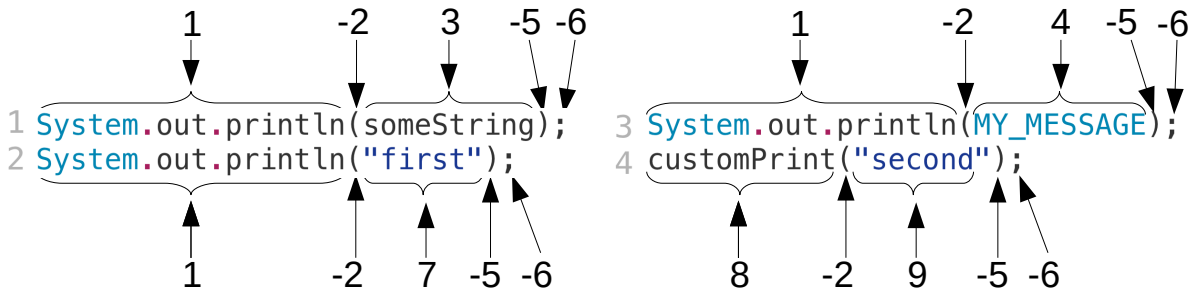 1 -2 3 -5 -6
1 System.out.println(someString);
2 System.out.println("first");
1 -2 7 -5 -6
1 -2 4 -5 -6
3 System.out.println(MY_MESSAGE);
4 customPrint("second");
8 -2 9 -5 -6